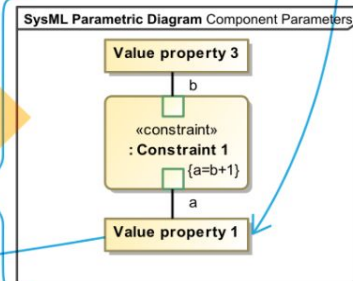 SysML Parametric Diagram Component Parameters
Value property 3
b
«constraint»
: Constraint 1
{a=b+1}
a
Value property 1